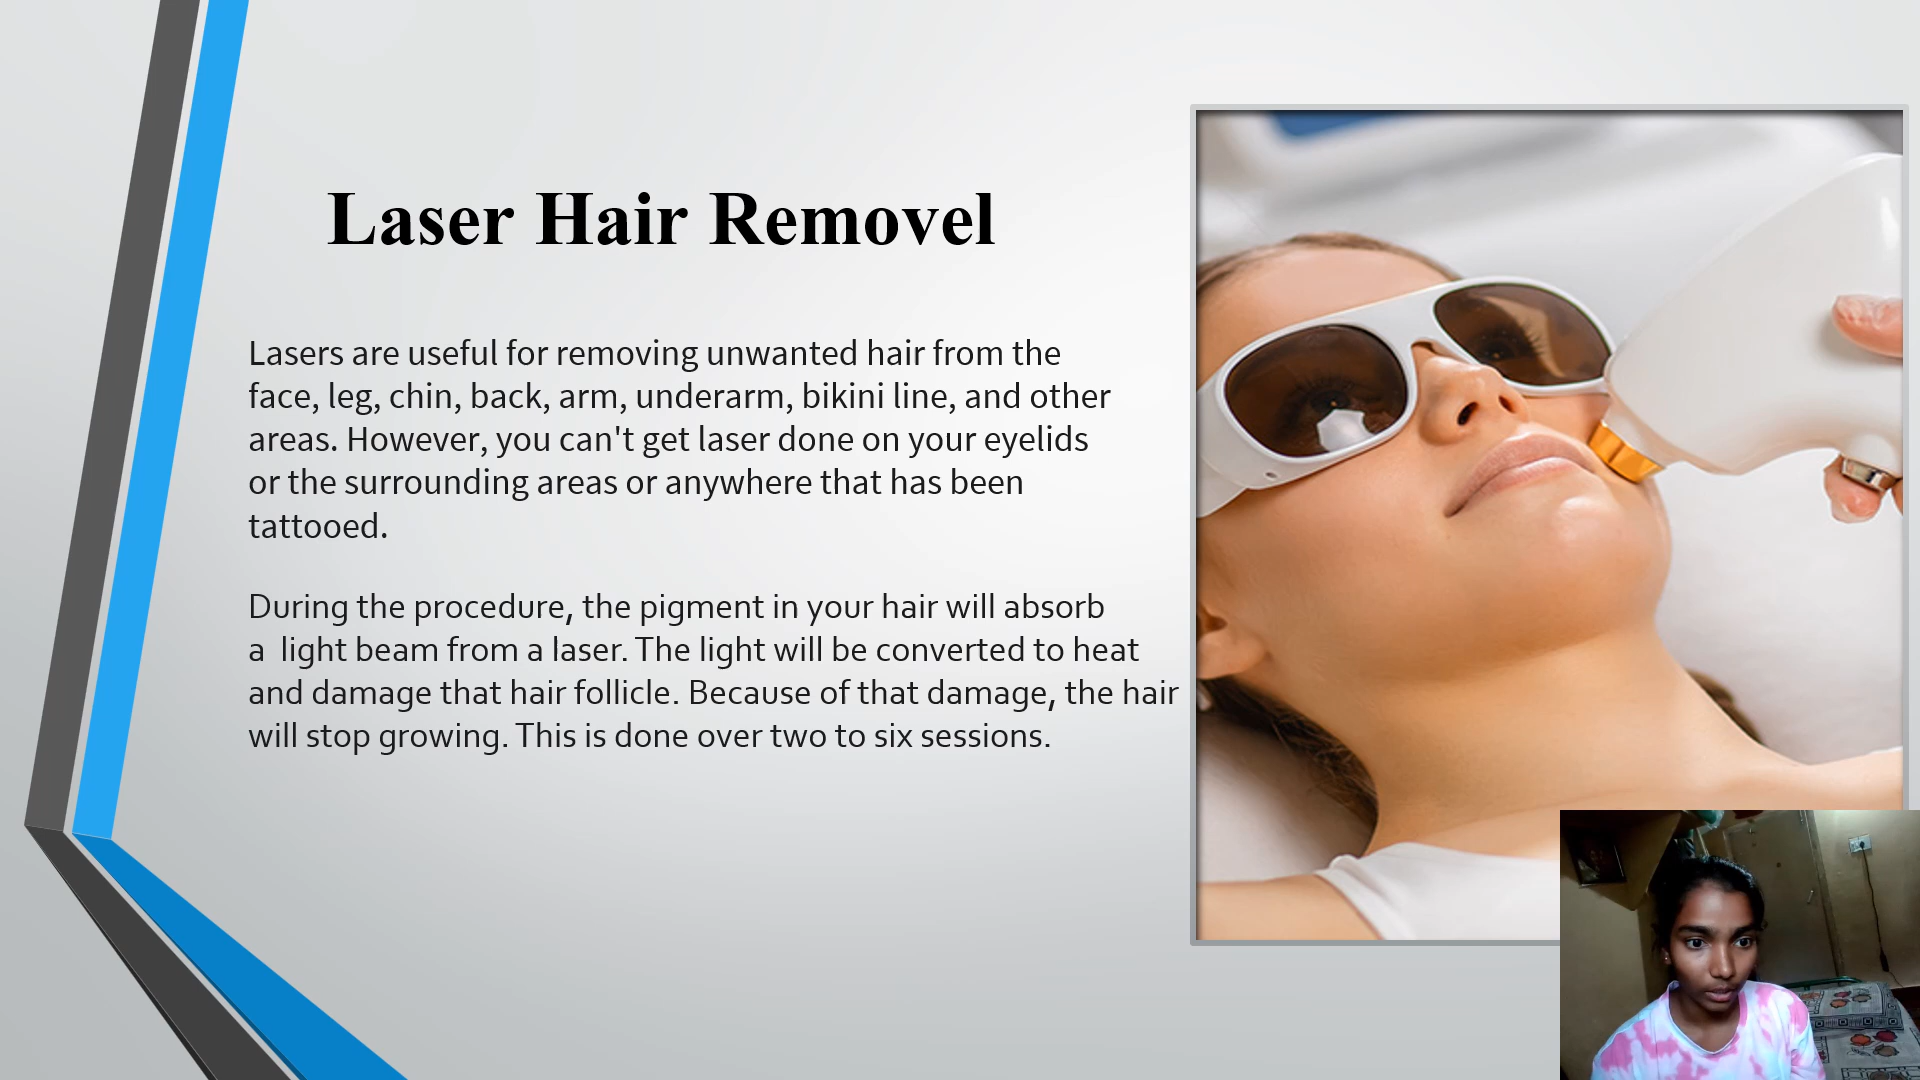 Laser Hair Removel
Lasers are useful for removing unwanted hair from the
face, leg, chin, back, arm, underarm, bikini line, and other
areas. However, you can't get laser done on your eyelids
or the surrounding areas or anywhere that has been
tattooed.
During the procedure, the pigment in your hair will absorb
a  light beam from a laser. The light will be converted to heat
and damage that hair follicle. Because of that damage, the hair
will stop growing. This is done over two to six sessions.